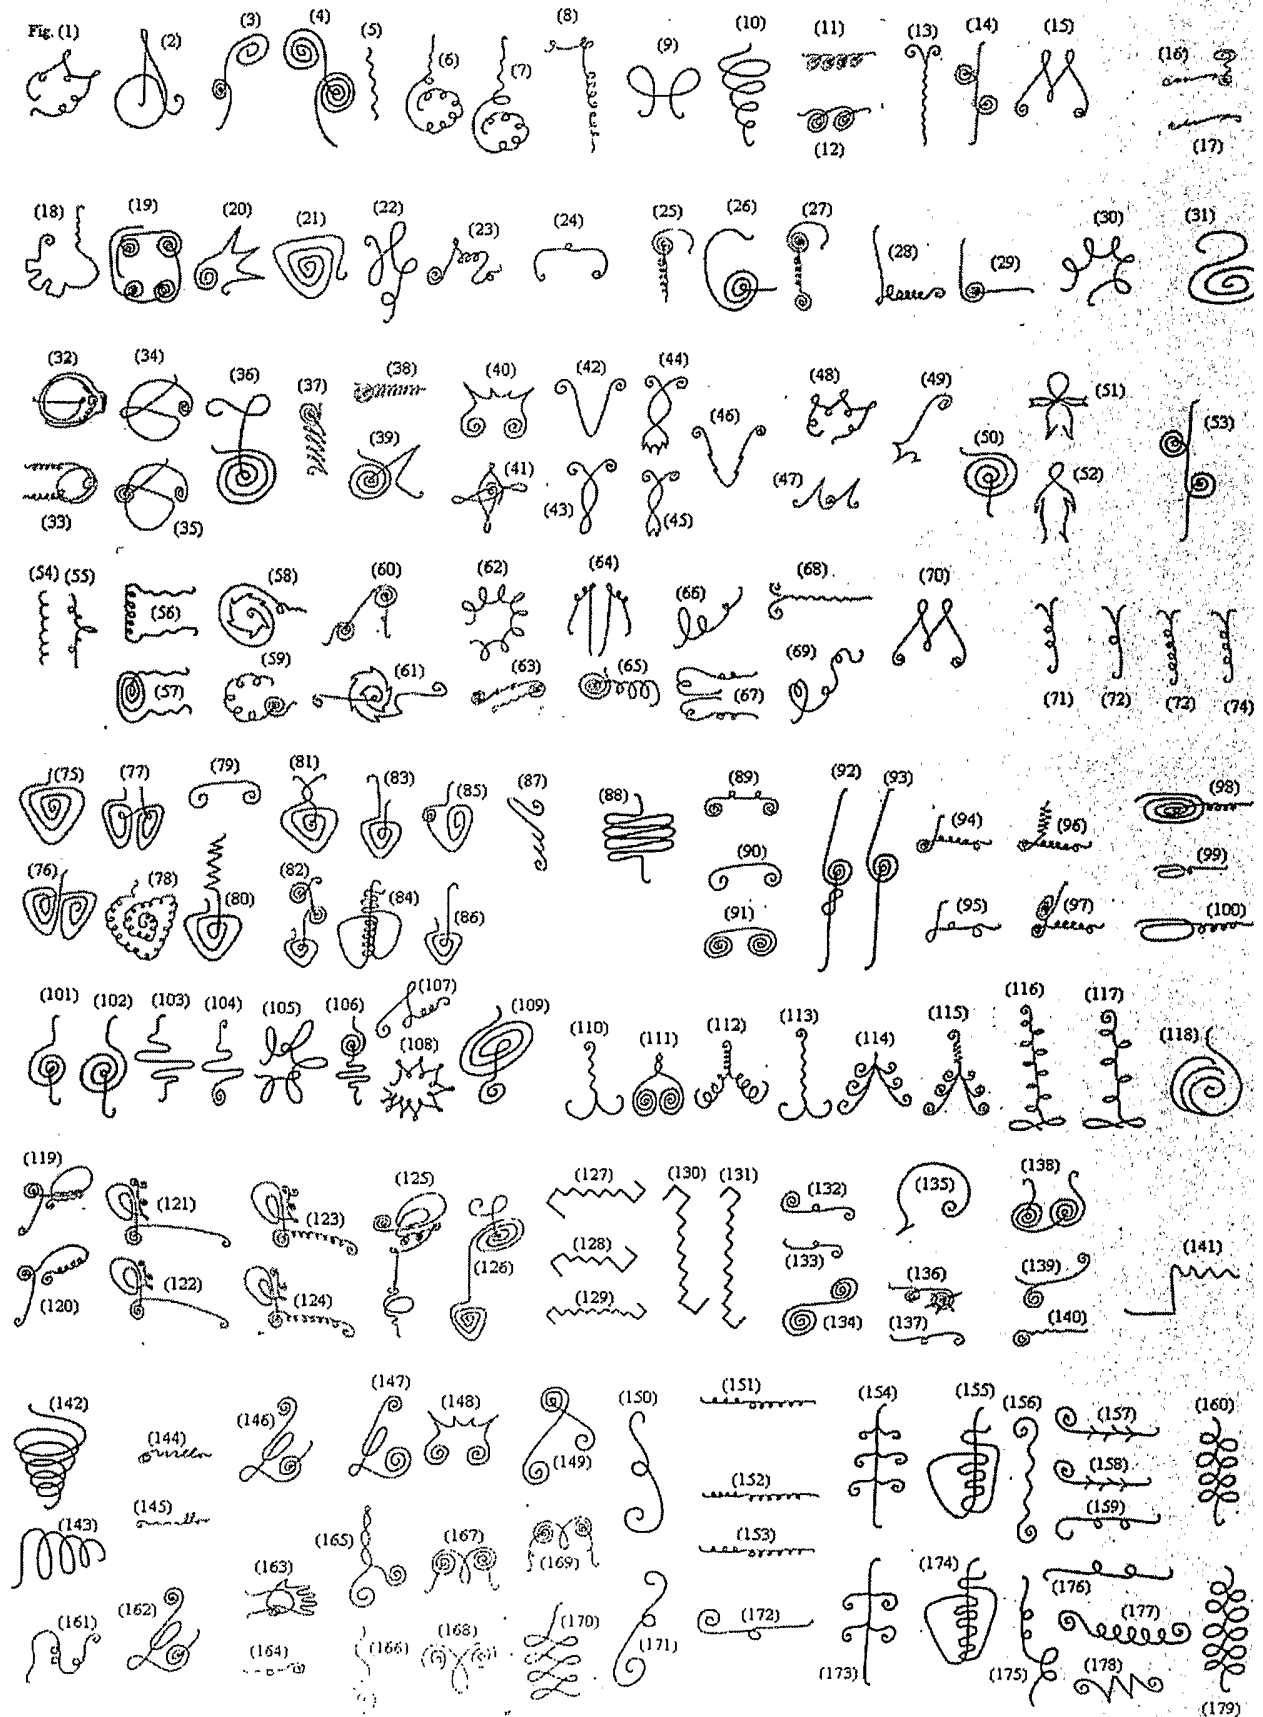 Fig. (1) (2) (3) (4) (5) (6) (7) (8) (9) (10) (11) (12) (13) (14) (15) (16) (17)
(18) (19) (20) (21) (22) (23) (24) (25) (26) (27) (28) (29) (30) (31)
(32) (34) (36) (37) (38) (40) (42) (44) (46) (48) (49) (51) (53)
(33) (35) (39) (41) (43) (45) (47) (50) (52)
(54) (55) (56) (58) (60) (62) (64) (66) (68) (70)
(57) (59) (61) (63) (65) (67) (69) (71) (72) (72) (74)
(75) (77) (79) (81) (83) (85) (87) (88) (89) (92) (93) (94) (96) (98)
(76) (78) (80) (82) (84) (86) (90) (91) (95) (97) (99) (100)
(101) (102) (103) (104) (105) (106) (107) (108) (109) (110) (111) (112) (113) (114) (115) (116) (117) (118)
(119) (121) (123) (125) (127) (130) (131) (132) (135) (138) (141)
(120) (122) (124) (126) (128) (129) (133) (134) (136) (137) (139) (140)
(142) (144) (146) (147) (148) (149) (150) (151) (154) (155) (156) (157) (160)
(143) (145) (152) (153) (158) (159)
(161) (162) (163) (165) (167) (169) (171) (172) (174) (176) (177)
(164) (166) (168) (170) (173) (175) (178) (179)